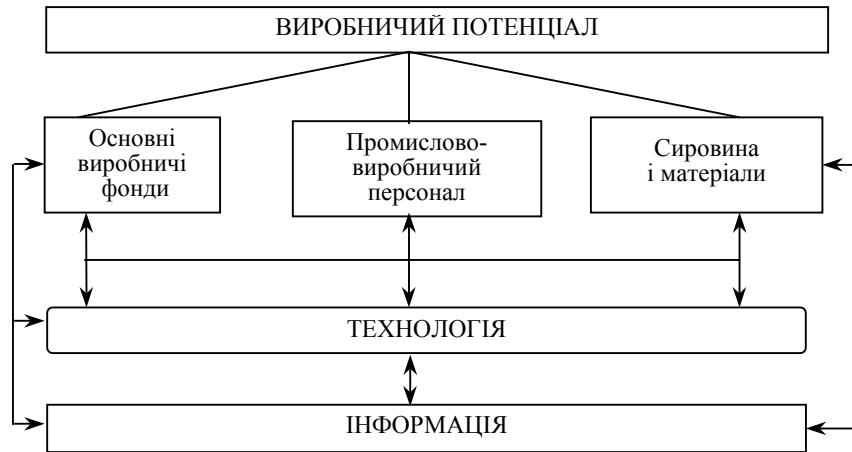 ВИРОБНИЧИЙ ПОТЕНЦІАЛ
Основні
виробничі
фонди
Промислово-
виробничий
персонал
Сировина
і матеріали
ТЕХНОЛОГІЯ
ІНФОРМАЦІЯ